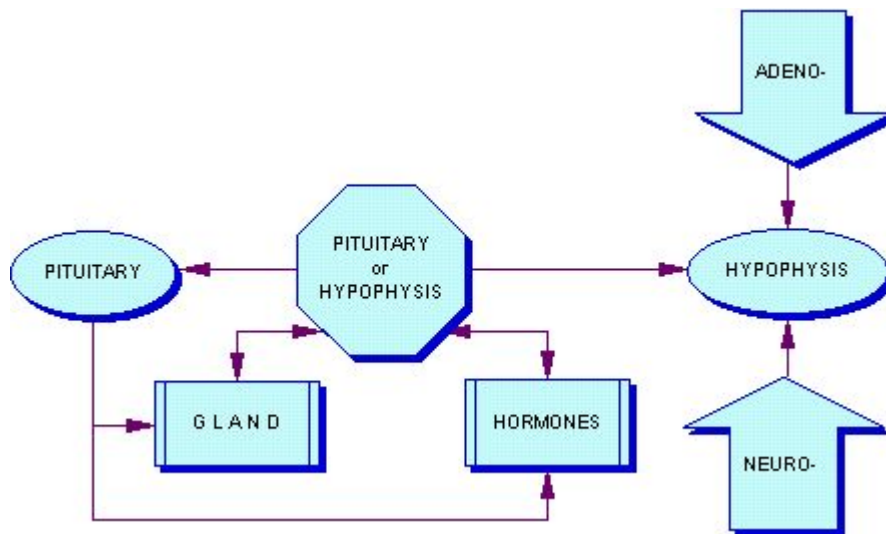 ADENO-
PITUITARY
PITUITARY
or
HYPOPHYSIS
HYPOPHYSIS
G L A N D
HORMONES
NEURO-